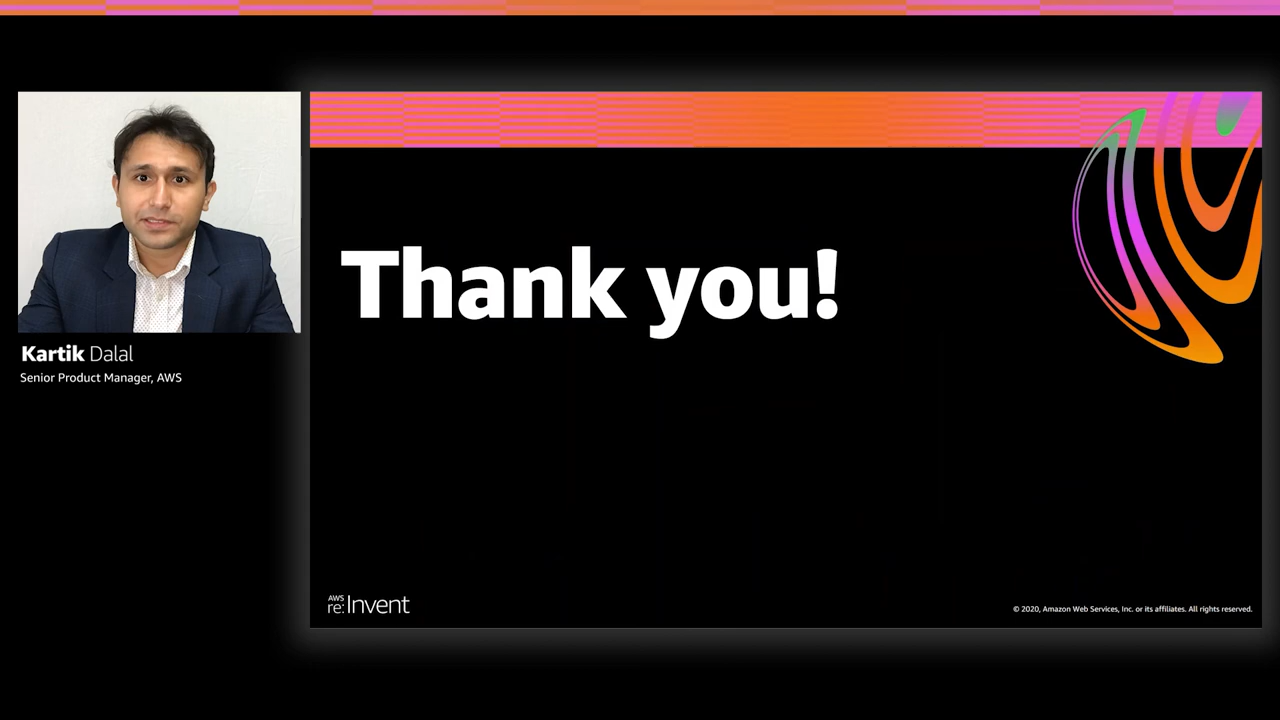 Thank you!
Kartik Dalal
Senior Product Manager, AWS
AWS
re:Invent
© 2020, Amazon Web Services, Inc. or its affiliates. All rights reserved.